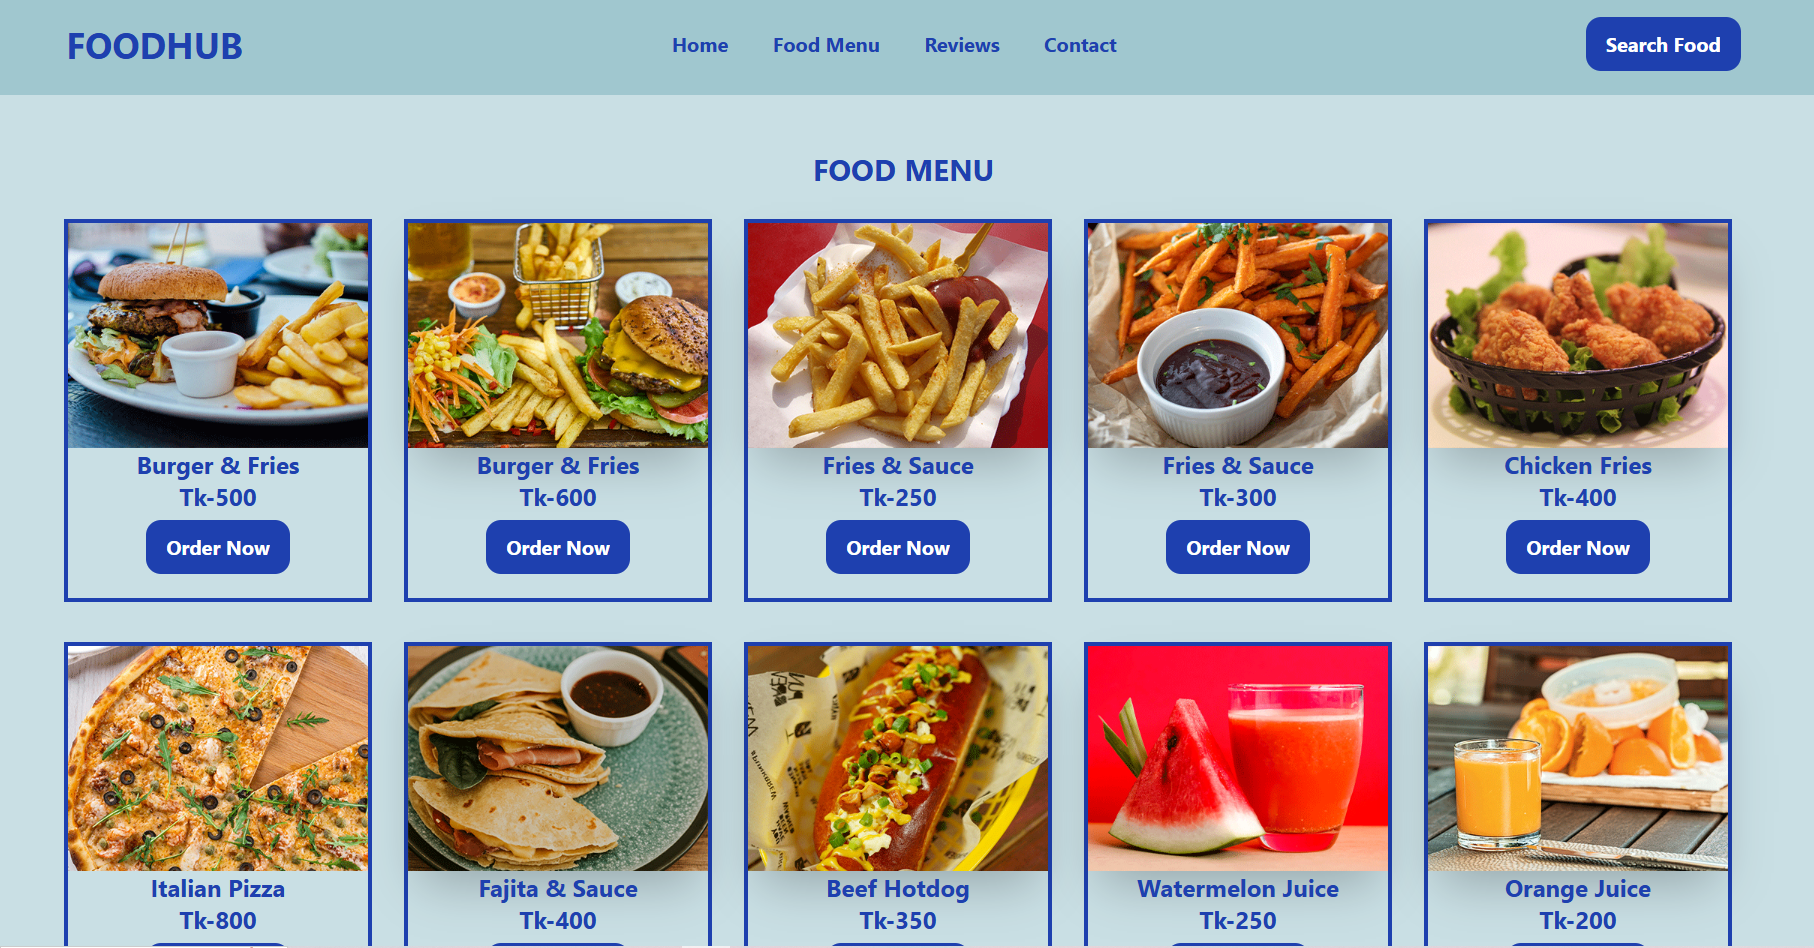 FOODHUB
Home
Food Menu
Reviews
Contact
Search Food
FOOD MENU
Burger & Fries
Tk-500
Order Now
Burger & Fries
Tk-600
Order Now
Fries & Sauce
Tk-250
Order Now
Fries & Sauce
Tk-300
Order Now
Chicken Fries
Tk-400
Order Now
Italian Pizza
Tk-800
Fajita & Sauce
Tk-400
Beef Hotdog
Tk-350
Watermelon Juice
Tk-250
Orange Juice
Tk-200